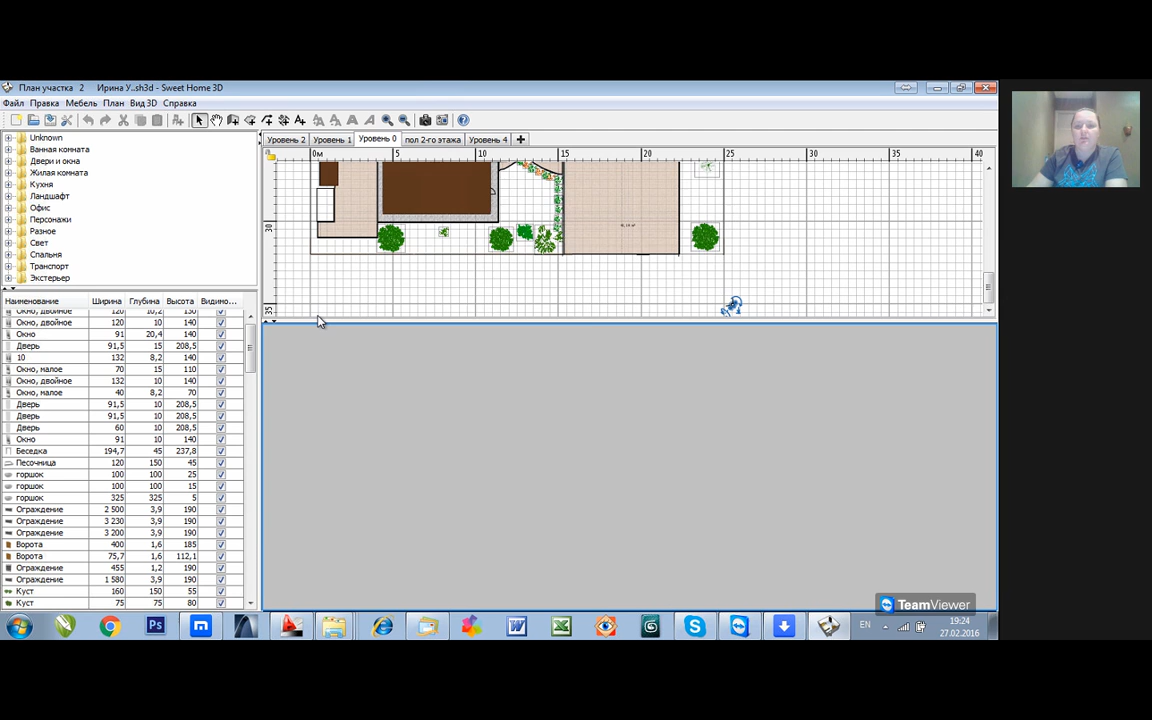 План участка 2 Ирина У..sh3d - Sweet Home 3D
Файл Правка Мебель План Вид 3D Справка
Уровень 2 Уровень 1 Уровень 0 пол 2-го этажа Уровень 4
0м 5 10 15 20 25 30 35 40
30
35
Unknown
Ванная комната
Двери и окна
Жилая комната
Кухня
Ландшафт
Офис
Персонажи
Разное
Свет
Спальня
Транспорт
Экстерьер
Наименование Ширина Глубина Высота Видимо...
Окно, двойное 120 10,2 130
Окно, двойное 120 10 140
Окно 91 20,4 140
Дверь 91,5 15 208,5
10 132 8,2 140
Окно, малое 70 15 110
Окно, двойное 132 10 140
Окно, малое 40 8,2 70
Дверь 91,5 10 208,5
Дверь 91,5 10 208,5
Дверь 60 10 208,5
Окно 91 10 140
Беседка 194,7 45 237,8
Песочница 120 150 45
горшок 100 100 25
горшок 100 100 15
горшок 325 325 5
Ограждение 2 500 3,9 190
Ограждение 3 230 3,9 190
Ограждение 3 200 3,9 190
Ворота 400 1,6 185
Ворота 75,7 1,6 112,1
Ограждение 455 1,2 190
Ограждение 1 580 3,9 190
Куст 160 150 55
Куст 75 75 80
TeamViewer
Ps
EN
19:24
27.02.2016